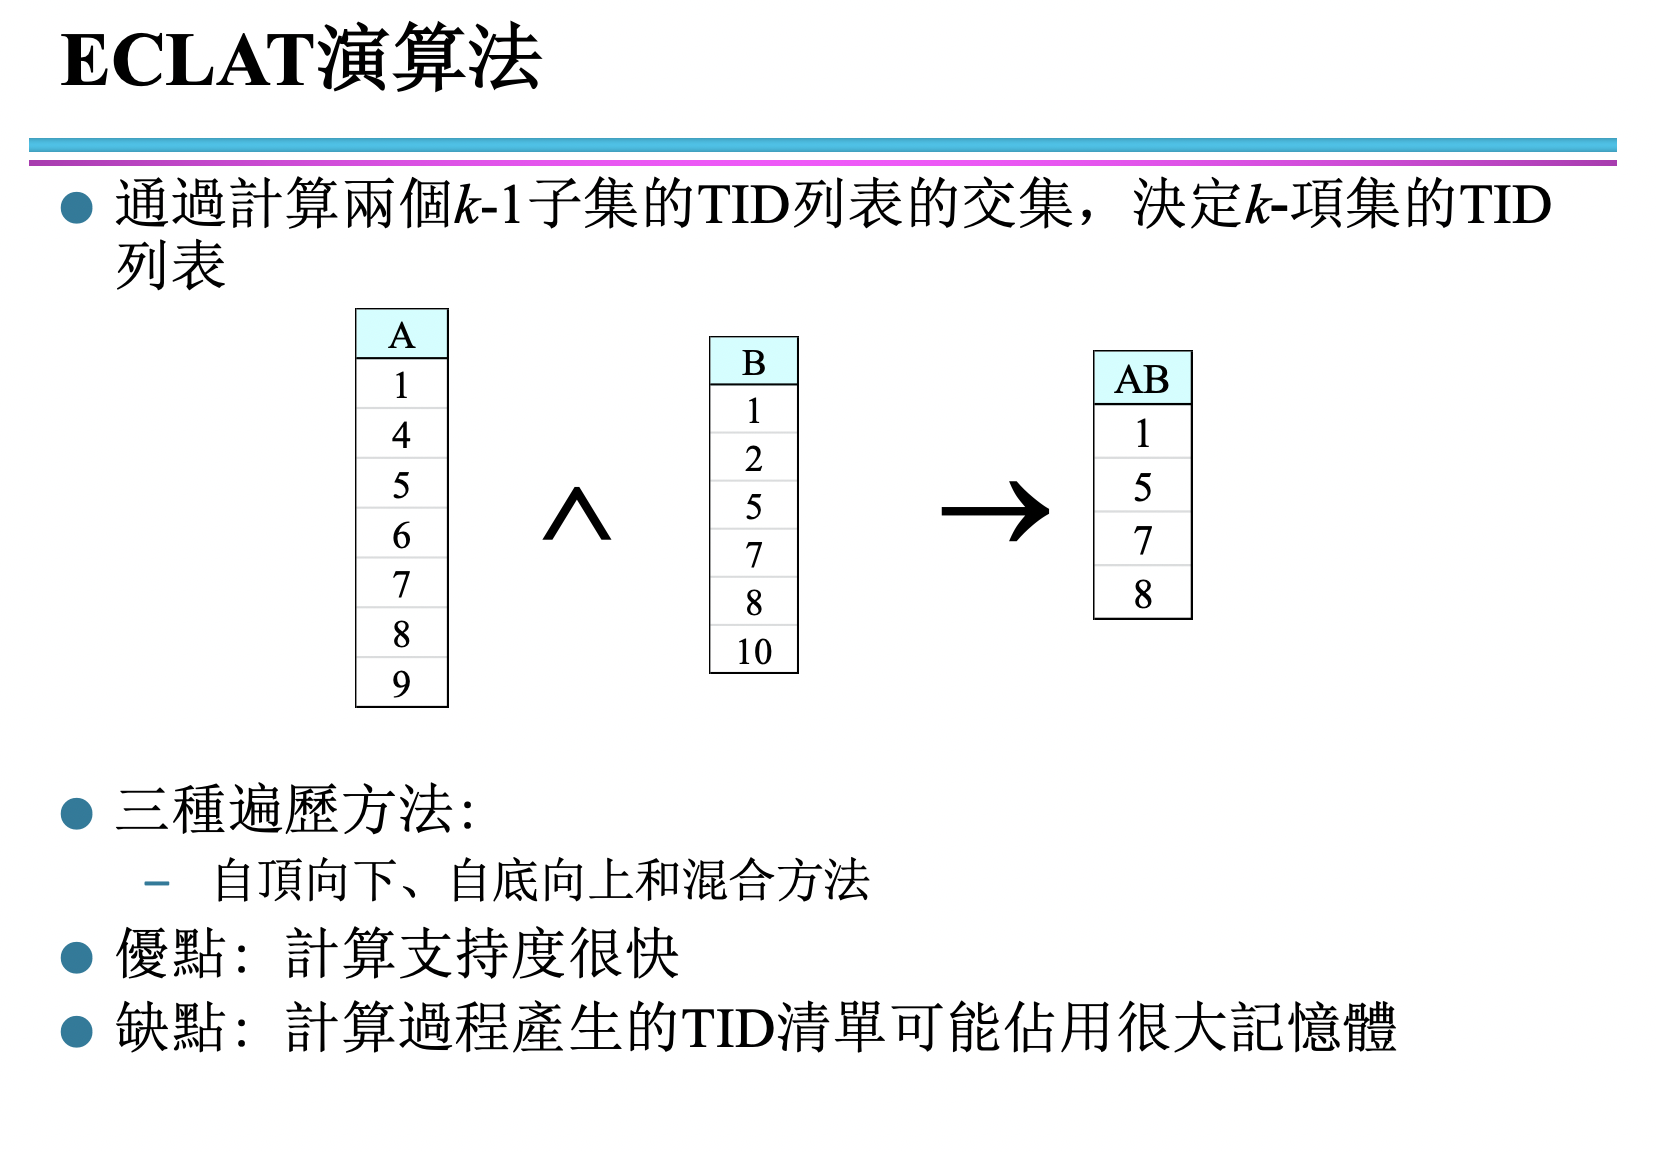 ECLAT演算法
通過計算兩個k-1子集的TID列表的交集，決定k-項集的TID
列表
A
1
4
5
6
7
8
9
∧
B
1
2
5
7
8
10
→
AB
1
5
7
8
三種遍歷方法：
– 自頂向下、自底向上和混合方法
優點：計算支持度很快
缺點：計算過程產生的TID清單可能佔用很大記憶體